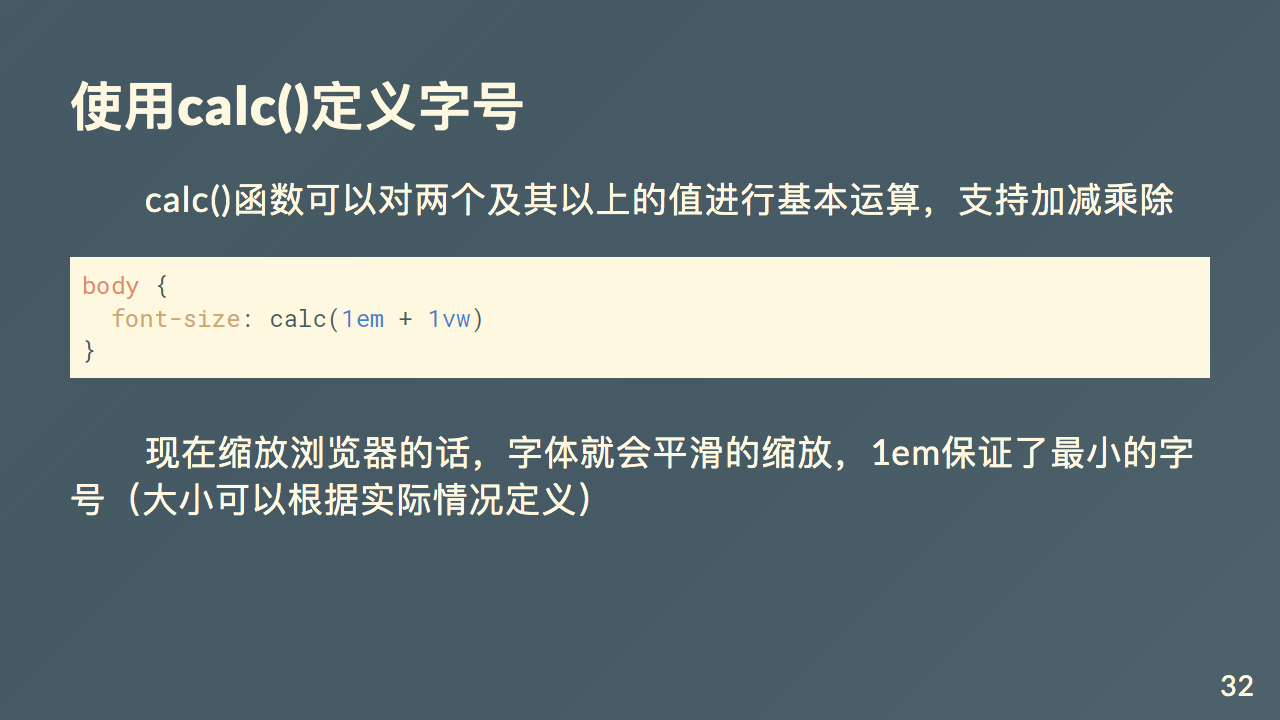 使用calc()定义字号
calc()函数可以对两个及其以上的值进行基本运算，支持加减乘除
body {
  font-size: calc(1em + 1vw)
}
现在缩放浏览器的话，字体就会平滑的缩放，1em保证了最小的字
号（大小可以根据实际情况定义）
32